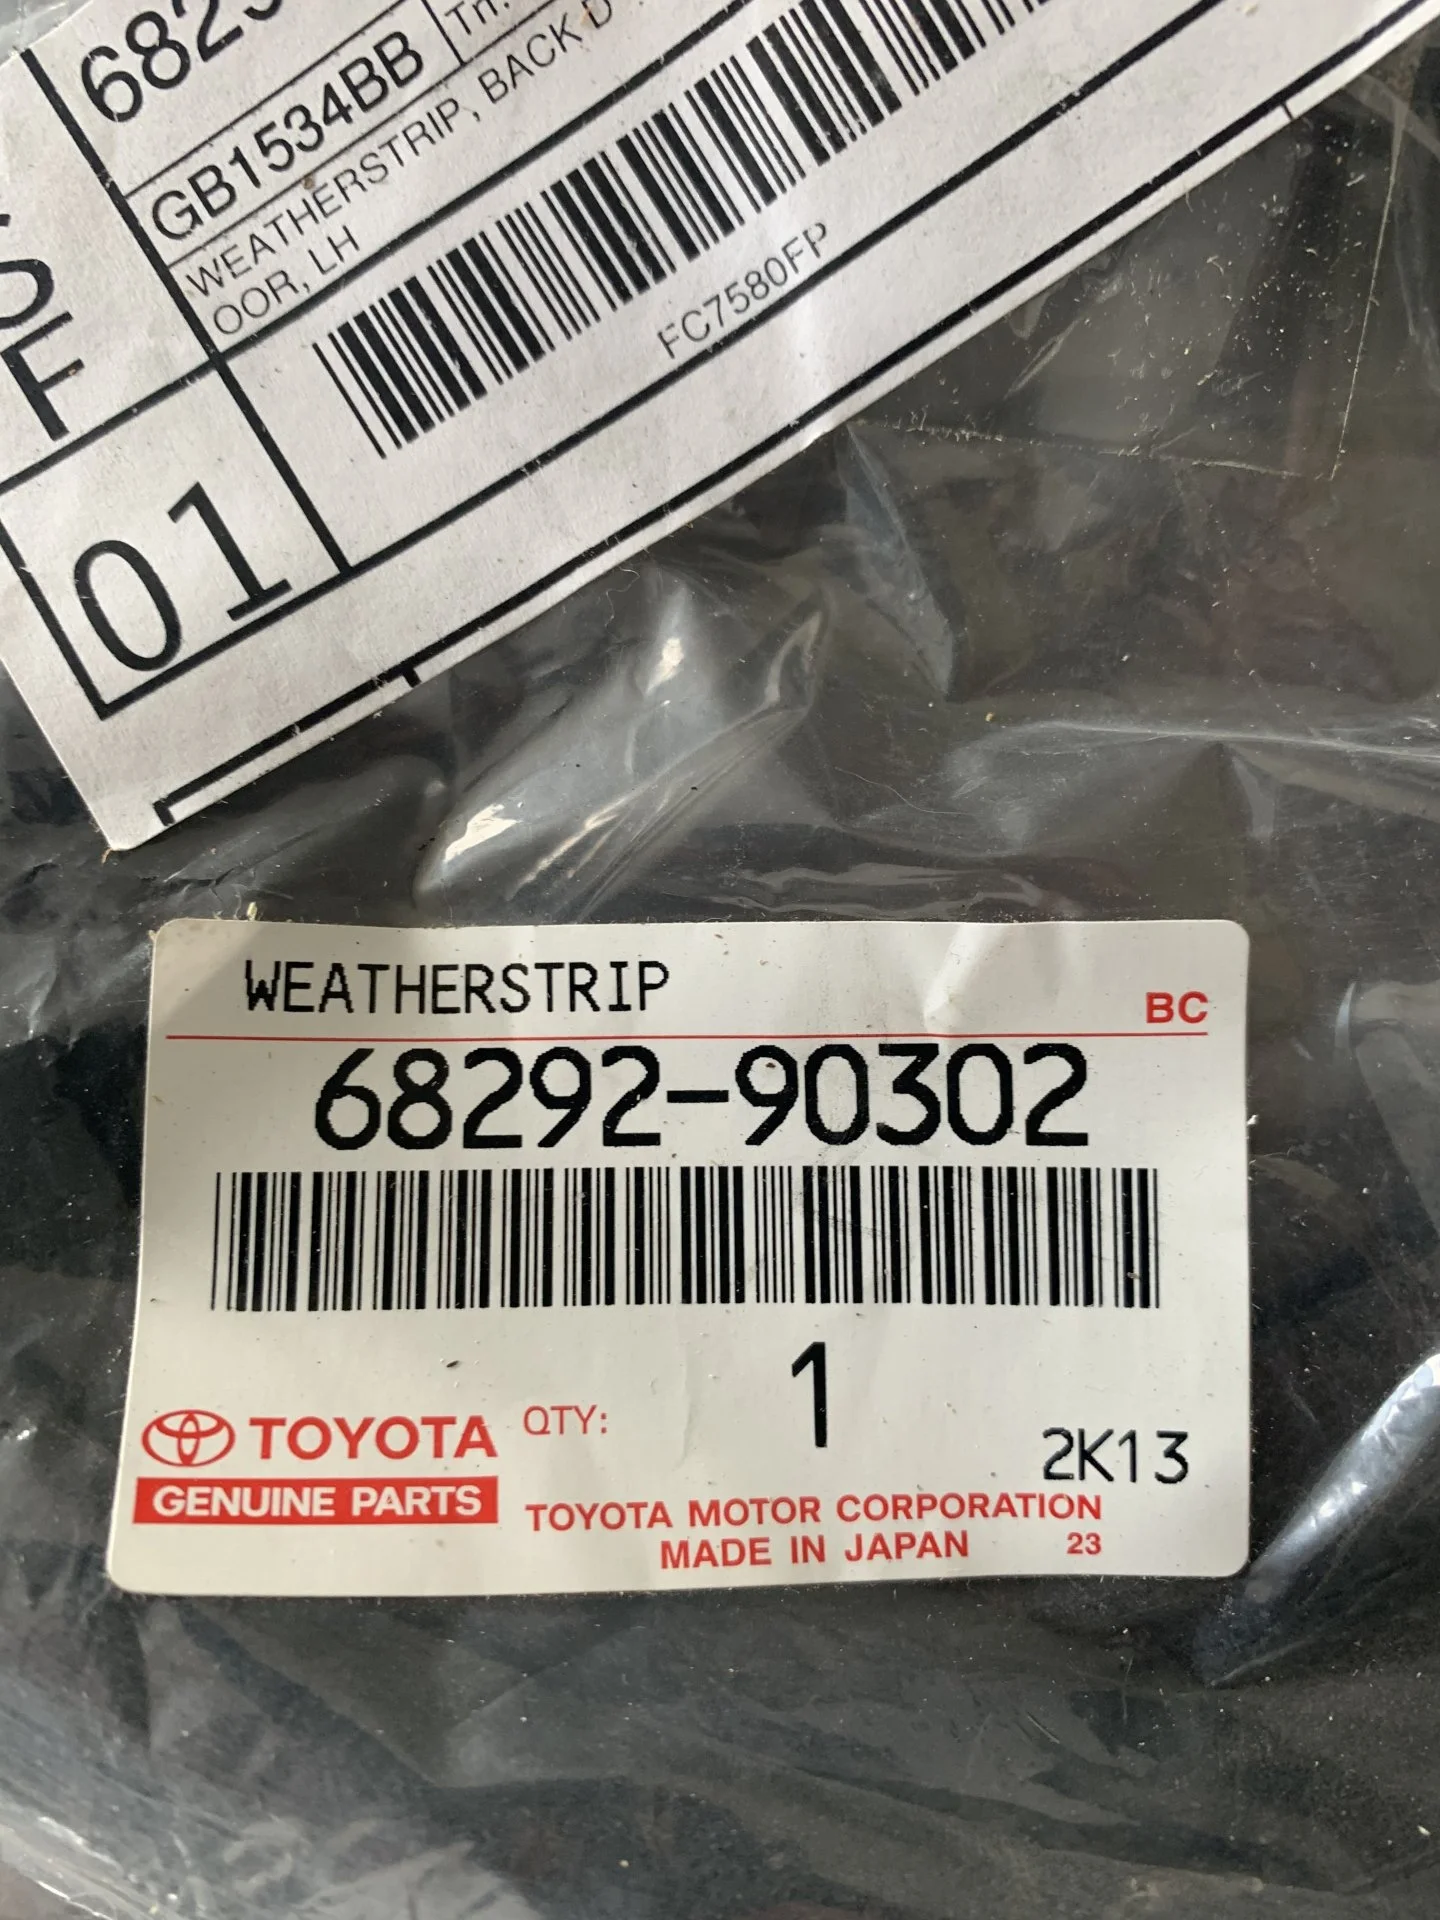 GB1534BB
WEATHERSTRIP, BACK D
OOR, LH
FC7580FP
01
WEATHERSTRIP
BC
68292-90302
1
TOYOTA QTY:
2K13
GENUINE PARTS
TOYOTA MOTOR CORPORATION
MADE IN JAPAN 23